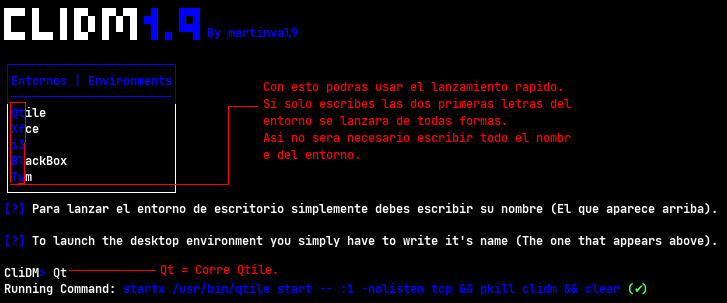 CLIDM1.9 By martinval9
Entornos | Environments
Qtile
Xfce
i3
BlackBox
Twm
Con esto podras usar el lanzamiento rapido.
Si solo escribes las dos primeras letras del
entorno se lanzara de todas formas.
Asi no sera necesario escribir todo el nombr
e del entorno.
[?] Para lanzar el entorno de escritorio simplemente debes escribir su nombre (El que aparece arriba).
[?] To launch the desktop environment you simply have to write it's name (The one that appears above).
CliDM> Qt
Qt = Corre Qtile.
Running Command: startx /usr/bin/qtile start -- :1 -nolisten tcp && pkill clidm && clear (✓)